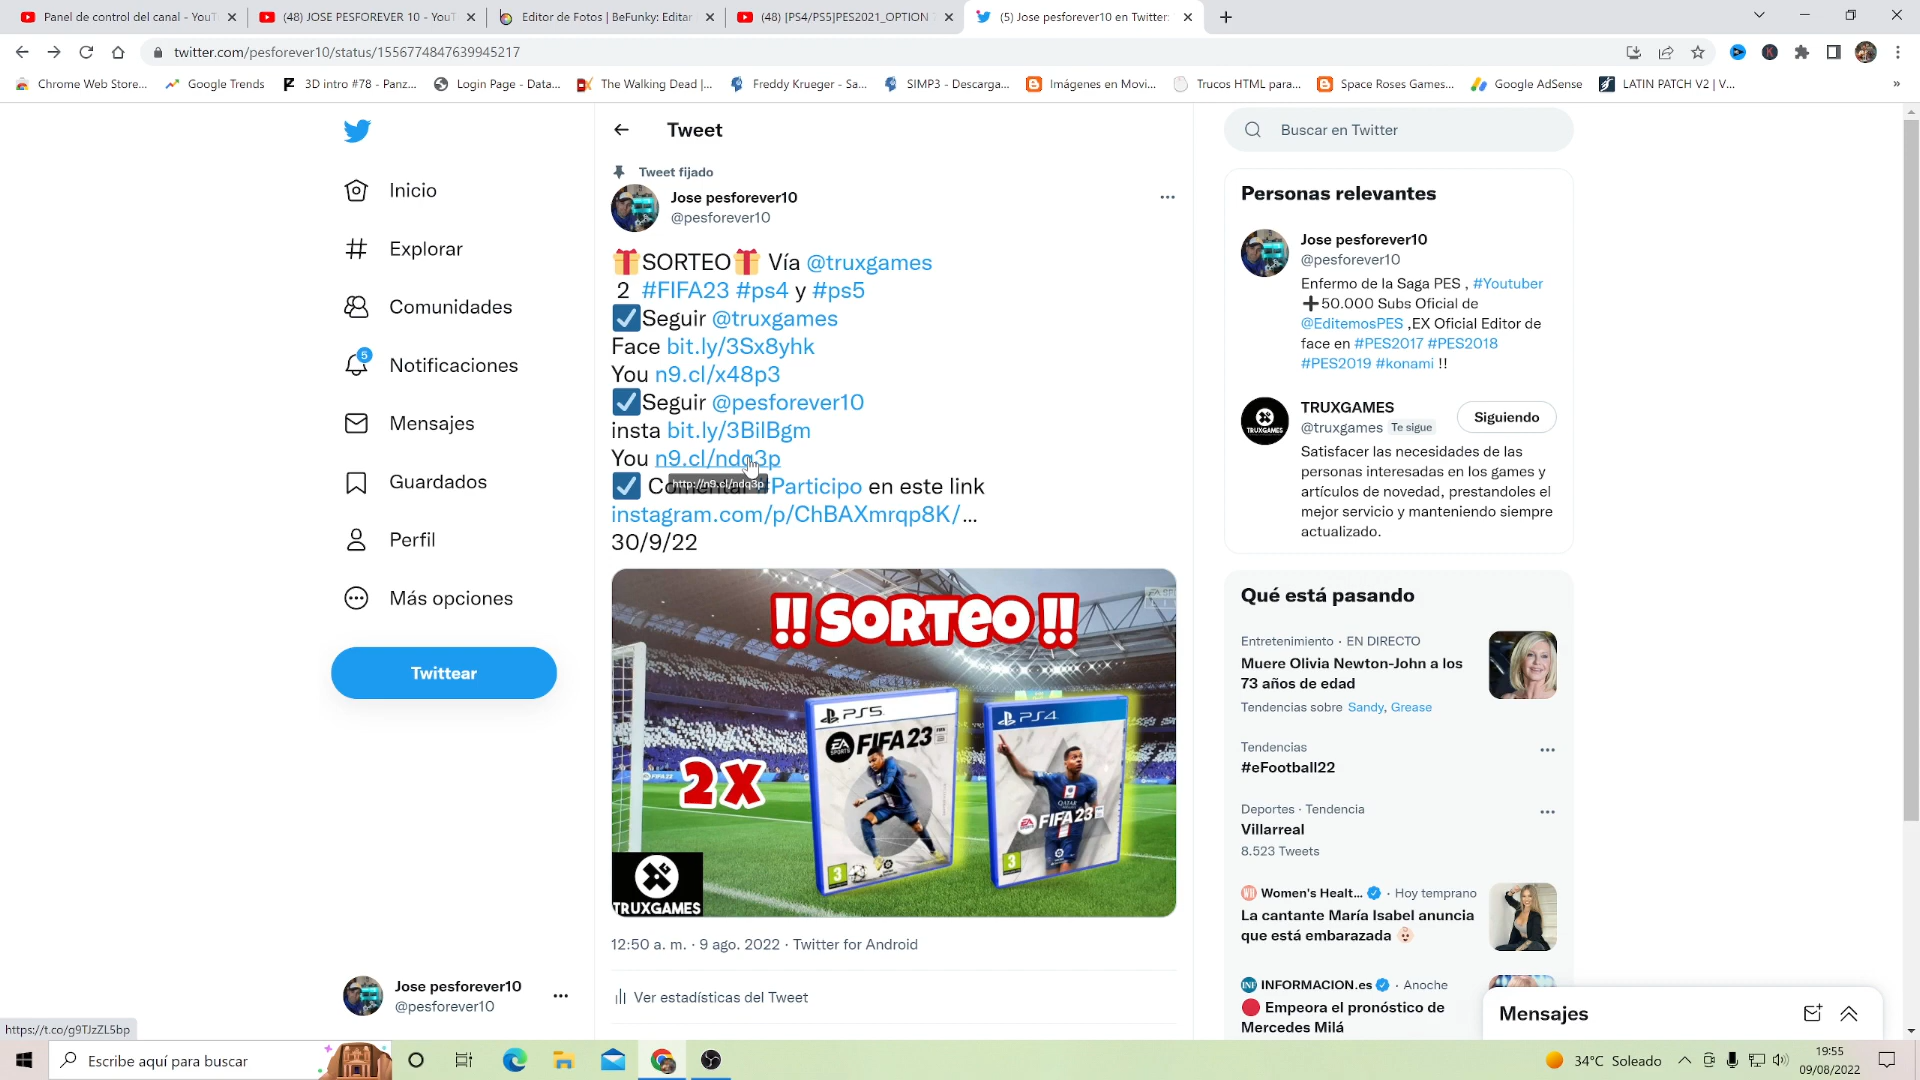 Panel de control del canal - YouT
(48) JOSE PESFOREVER 10 - YouT
Editor de Fotos | BeFunky: Editar
(48) |PS4/PS5|PES2021_OPTION
(5) Jose pesforever10 en Twitter:
twitter.com/pesforever10/status/1556774847639945217
Chrome Web Store...
Google Trends
3D intro #78 - Panz...
Login Page - Data...
The Walking Dead |...
Freddy Krueger - Sa...
SIMP3 - Descarga...
Imágenes en Movi...
Trucos HTML para...
Space Roses Games...
Google AdSense
LATIN PATCH V2 | V...
»
Inicio
Explorar
Comunidades
5
Notificaciones
Mensajes
Guardados
Perfil
Más opciones
Twittear
Jose pesforever10
@pesforever10
Tweet
Tweet fijado
Jose pesforever10
@pesforever10
🎁SORTEO🎁 Vía @truxgames
2 #FIFA23 #ps4 y #ps5
☑️Seguir @truxgames
Face bit.ly/3Sx8yhk
You n9.cl/x48p3
☑️Seguir @pesforever10
insta bit.ly/3BilBgm
You n9.cl/ndq3p
http://n9.cl/ndq3p
#Participo en este link
instagram.com/p/ChBAXmrqp8K/…
30/9/22
!! SORTEO !!
2X
PS5
EA SPORTS FIFA 23
3
PS4
QATAR
FIFA 23
3
TRUXGAMES
12:50 a. m. · 9 ago. 2022 · Twitter for Android
Ver estadísticas del Tweet
Buscar en Twitter
Personas relevantes
Jose pesforever10
@pesforever10
Enfermo de la Saga PES , #Youtuber
➕50.000 Subs Oficial de
@EditemosPES ,EX Oficial Editor de
face en #PES2017 #PES2018
#PES2019 #konami !!
TRUXGAMES
TRUXGAMES
@truxgames Te sigue
Siguiendo
Satisfacer las necesidades de las
personas interesadas en los games y
artículos de novedad, prestandoles el
mejor servicio y manteniendo siempre
actualizado.
Qué está pasando
Entretenimiento · EN DIRECTO
Muere Olivia Newton-John a los
73 años de edad
Tendencias sobre Sandy, Grease
Tendencias
#eFootball22
Deportes · Tendencia
Villarreal
8.523 Tweets
Women's Healt... · Hoy temprano
La cantante María Isabel anuncia
que está embarazada 👶🏻
INFORMACION.es · Anoche
🔴 Empeora el pronóstico de
Mercedes Milá
Mensajes
https://t.co/g9TJzZL5bp
Escribe aquí para buscar
34°C Soleado
19:55
09/08/2022